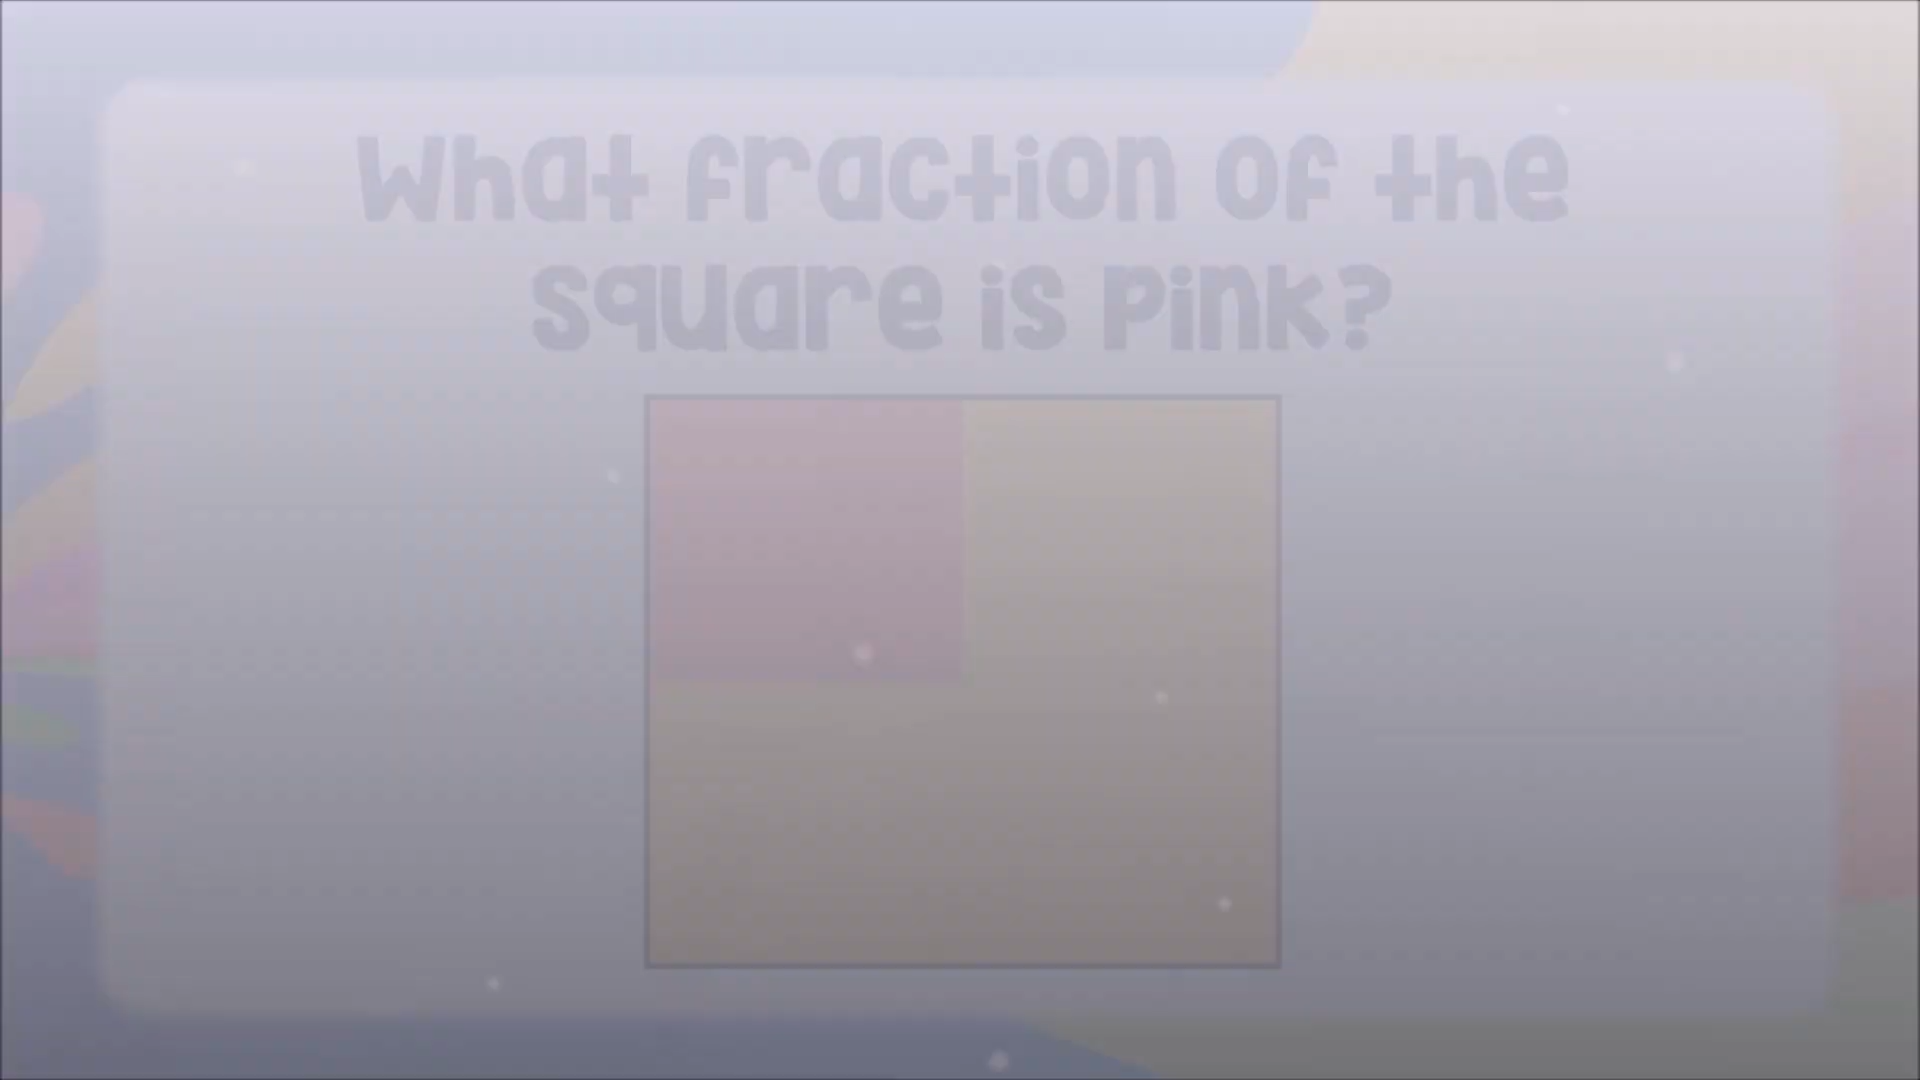 What fraction of the
square is pink?